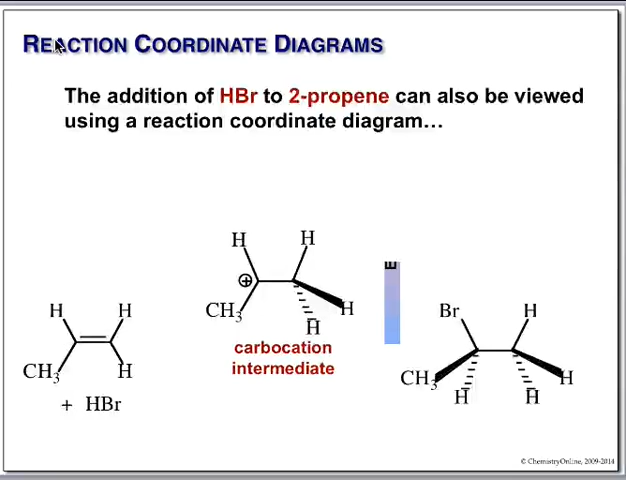 REACTION COORDINATE DIAGRAMS
The addition of HBr to 2-propene can also be viewed
using a reaction coordinate diagram…
H H
⊕
CH3 H
H
carbocation
intermediate
E
H H
CH3 H
+ HBr
Br H
CH3 H
H H
© ChemistryOnline, 2009-2014